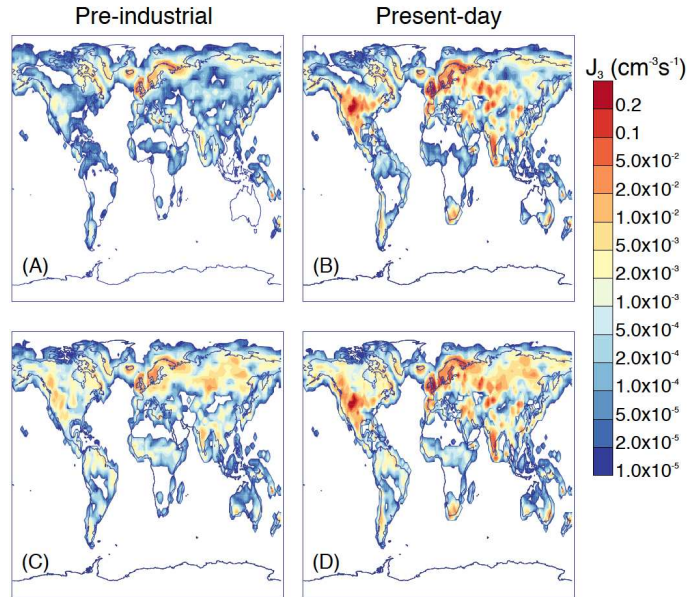 Pre-industrial
Present-day
J₃ (cm⁻³s⁻¹)
(A)
(B)
0.2
0.1
5.0x10⁻²
2.0x10⁻²
1.0x10⁻²
5.0x10⁻³
2.0x10⁻³
1.0x10⁻³
5.0x10⁻⁴
2.0x10⁻⁴
1.0x10⁻⁴
5.0x10⁻⁵
2.0x10⁻⁵
1.0x10⁻⁵
(C)
(D)